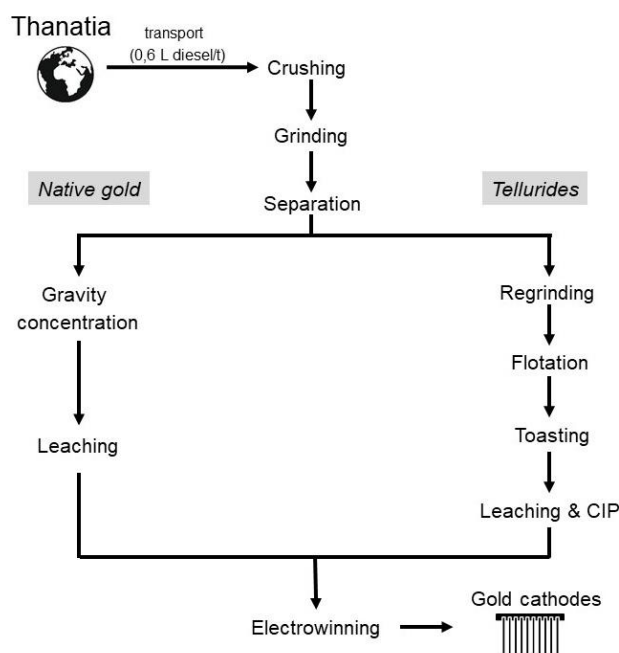 Thanatia
transport
(0,6 L diesel/t)
Crushing
Grinding
Native gold
Separation
Tellurides
Gravity
concentration
Regrinding
Flotation
Leaching
Toasting
Leaching & CIP
Electrowinning
Gold cathodes